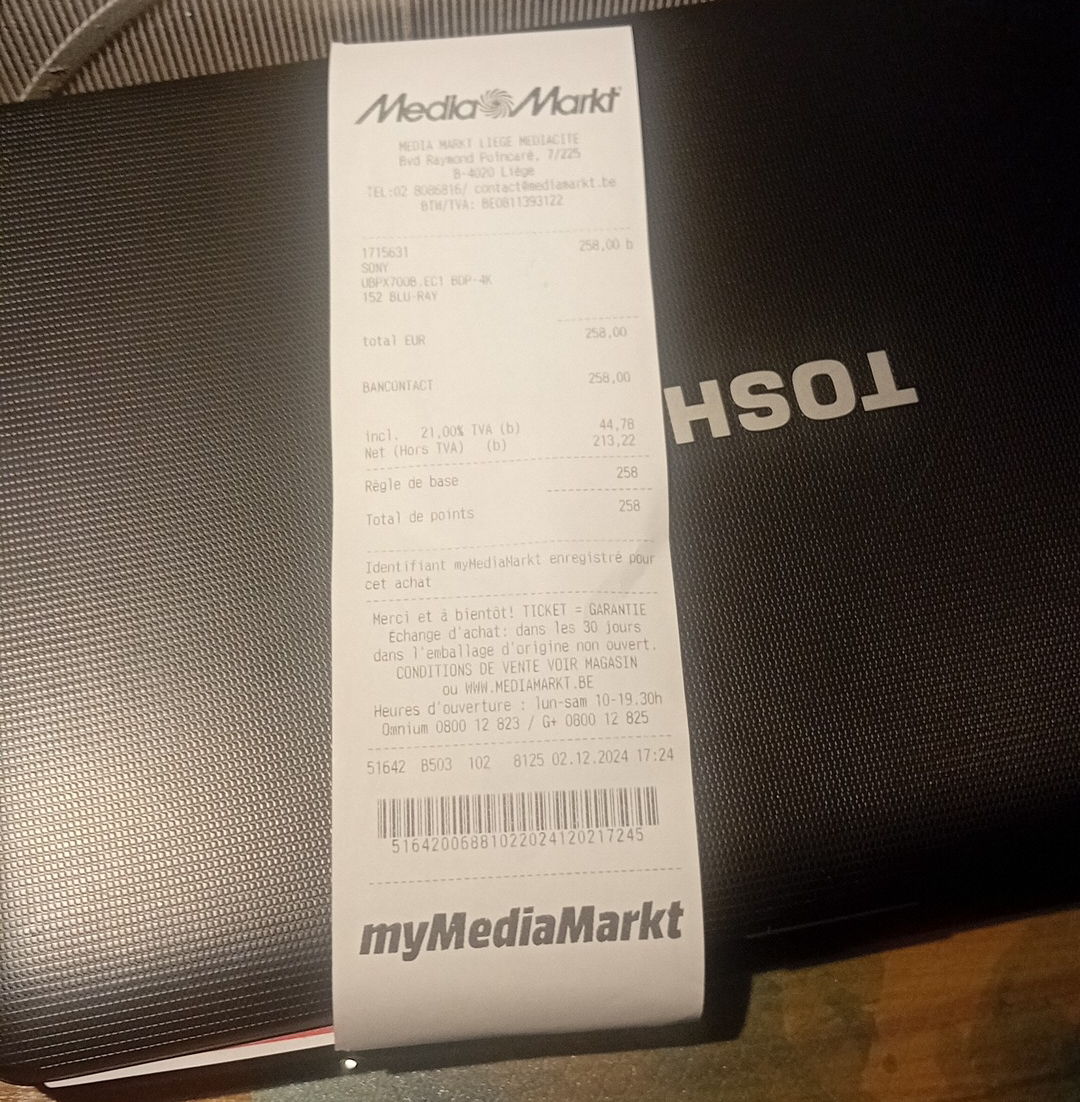 Media Markt
MEDIA MARKT LIEGE MEDIACITE
Bvd Raymond Poincaré, 7/225
B-4020 Liège
TEL:02 8086816/ contact@mediamarkt.be
BTW/TVA: BE0811393122
1715631 258,00 b
SONY
UBPX700B.EC1 BDP-4K
152 BLU-RAY
total EUR 258,00
BANCONTACT 258,00
incl. 21,00% TVA (b) 44,78
Net (Hors TVA) (b) 213,22
Règle de base 258
Total de points 258
Identifiant myMediaMarkt enregistré pour
cet achat
Merci et à bientôt! TICKET = GARANTIE
Échange d'achat: dans les 30 jours
dans l'emballage d'origine non ouvert.
CONDITIONS DE VENTE VOIR MAGASIN
ou WWW.MEDIAMARKT.BE
Heures d'ouverture : lun-sam 10-19.30h
Omnium 0800 12 823 / G+ 0800 12 825
51642 B503 102 8125 02.12.2024 17:24
51642006881022024120217245
myMediaMarkt
TOSH